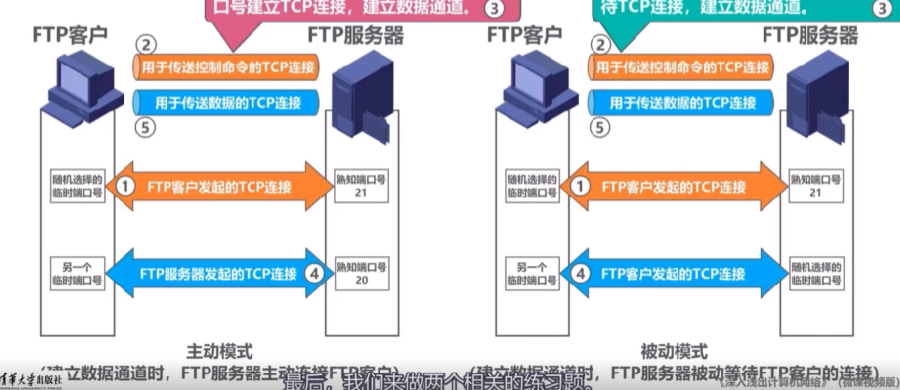 口号建立TCP连接，建立数据通道。 ③
FTP客户
FTP服务器
②
用于传送控制命令的TCP连接
用于传送数据的TCP连接
⑤
随机选择的
临时端口号
① FTP客户发起的TCP连接
熟知端口号
21
另一个
临时端口号
FTP服务器发起的TCP连接 ④
熟知端口号
20
主动模式
(建立数据通道时，FTP服务器主动连接FTP客户)
待TCP连接，建立数据通道。 ③
FTP客户
FTP服务器
②
用于传送控制命令的TCP连接
用于传送数据的TCP连接
⑤
随机选择的
临时端口号
① FTP客户发起的TCP连接
熟知端口号
21
另一个
临时端口号
④ FTP客户发起的TCP连接
随机选择的
临时端口号
被动模式
(建立数据通道时，FTP服务器被动等待FTP客户的连接)
清华大学出版社
《深入浅出计算机网络》（微课视频版）
最后，我们来做两个相关的练习题。